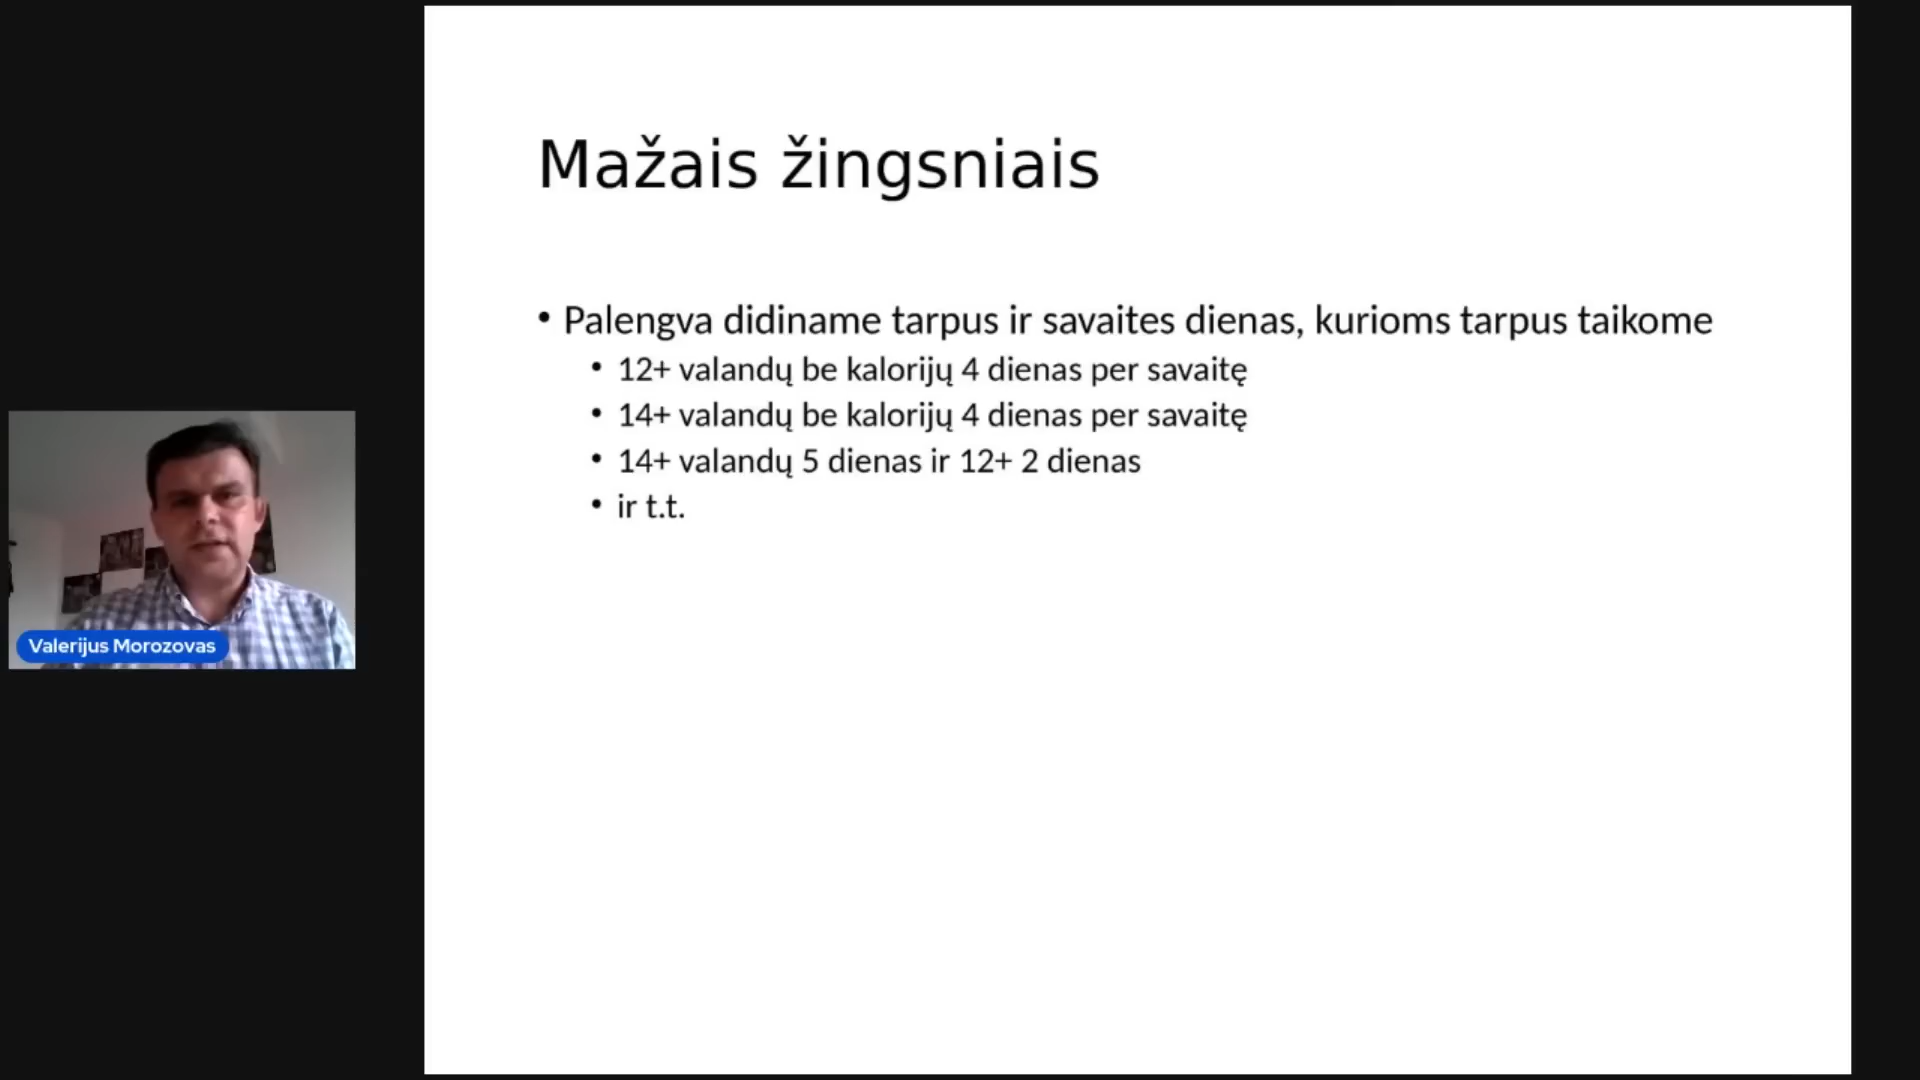 Mažais žingsniais
• Palengva didiname tarpus ir savaites dienas, kurioms tarpus taikome
• 12+ valandų be kalorijų 4 dienas per savaitę
• 14+ valandų be kalorijų 4 dienas per savaitę
• 14+ valandų 5 dienas ir 12+ 2 dienas
• ir t.t.
Valerijus Morozovas